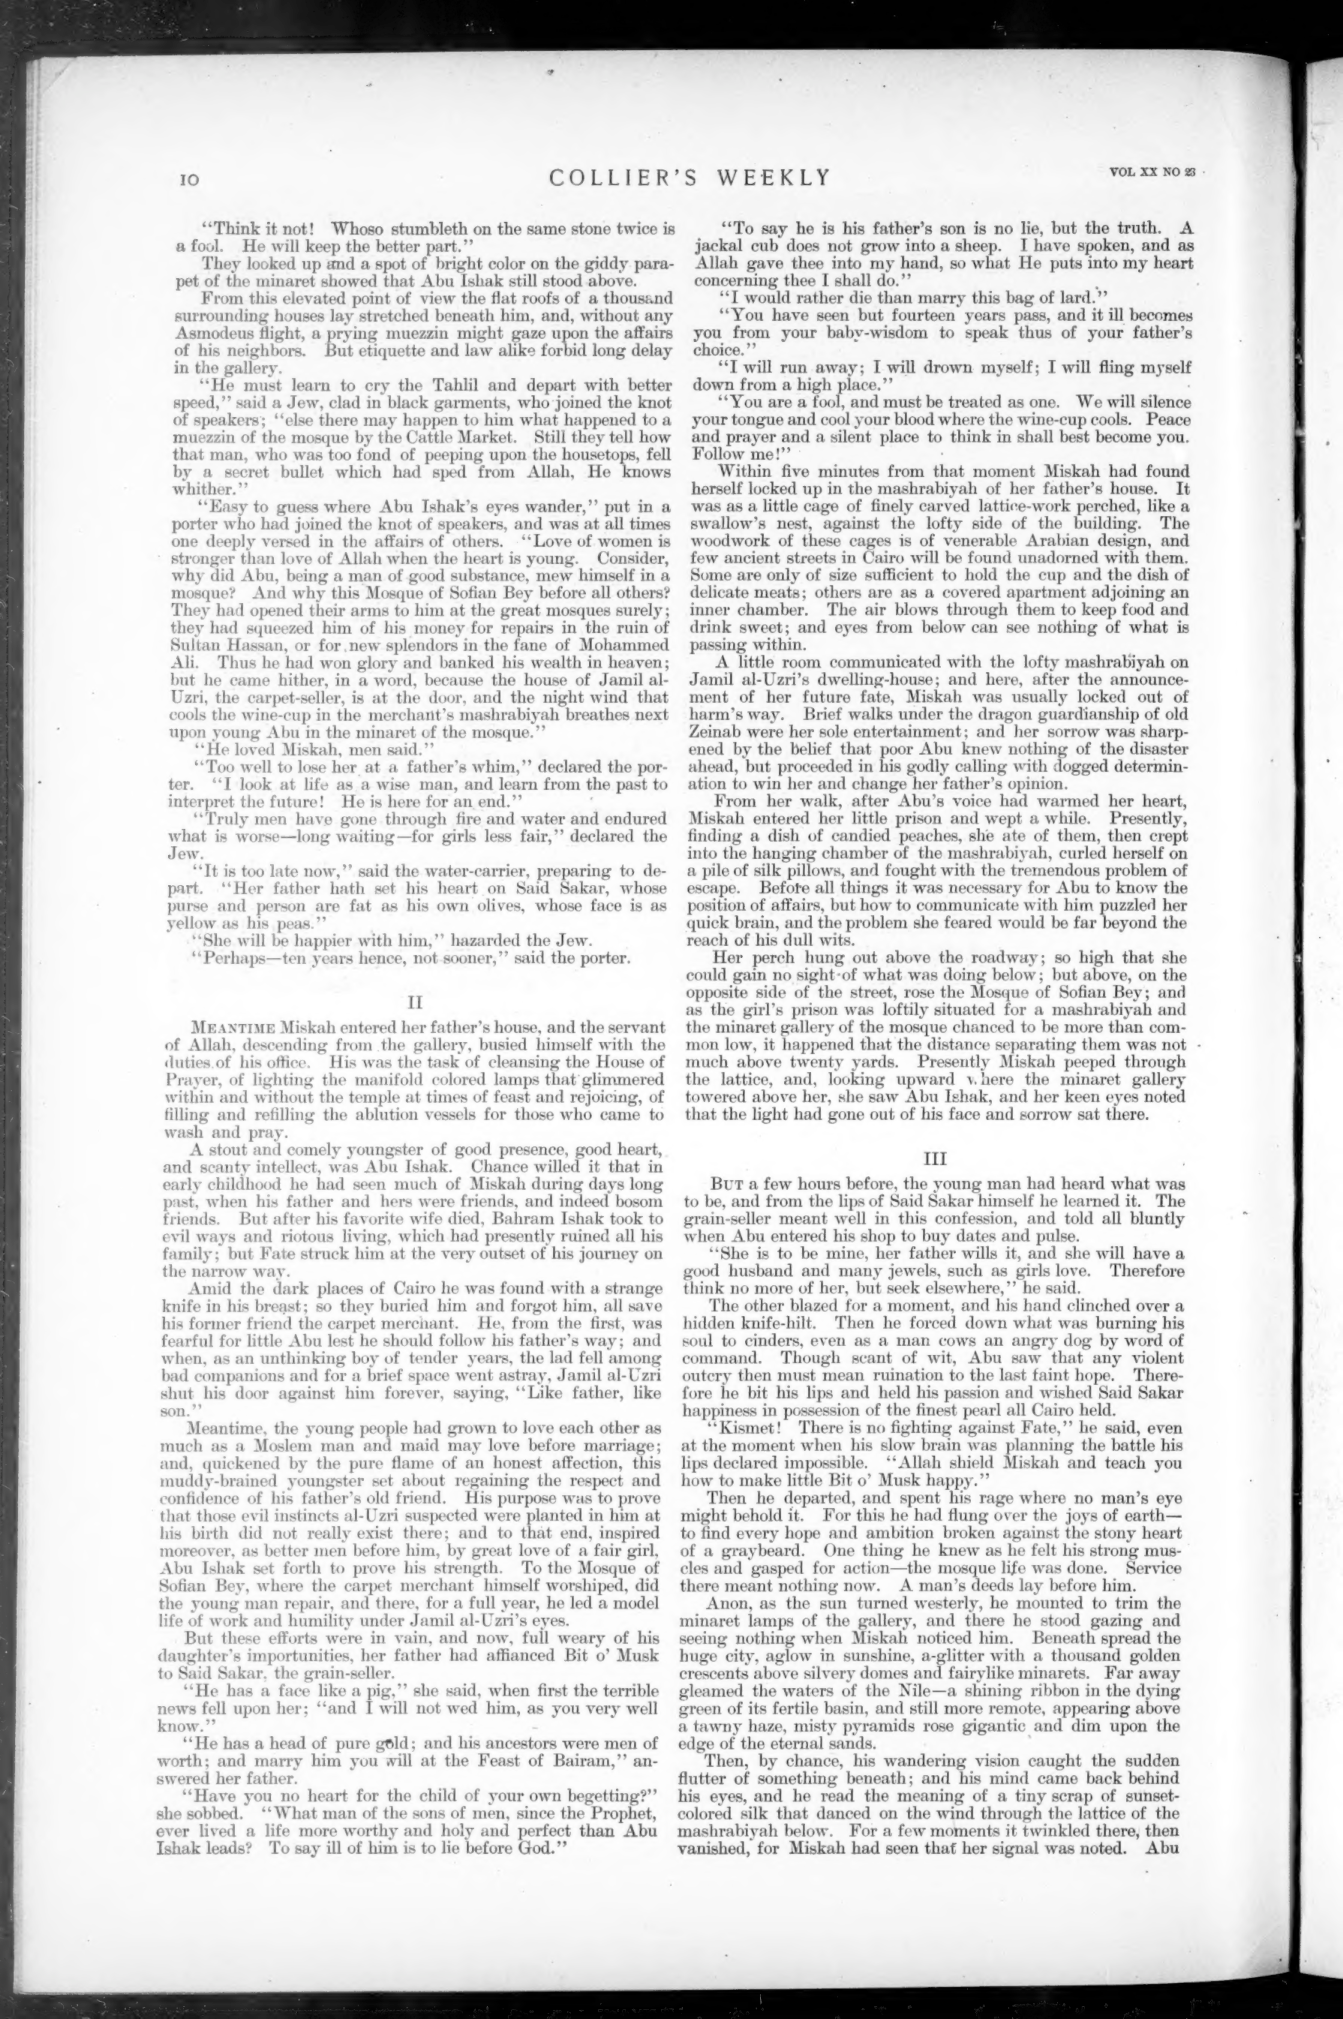 10
COLLIER'S WEEKLY
VOL XX NO 23
"Think it not! Whoso stumbleth on the same stone twice is
a fool. He will keep the better part."
They looked up and a spot of bright color on the giddy para-
pet of the minaret showed that Abu Ishak still stood above.
From this elevated point of view the flat roofs of a thousand
surrounding houses lay stretched beneath him, and, without any
Asmodeus flight, a prying muezzin might gaze upon the affairs
of his neighbors. But etiquette and law alike forbid long delay
in the gallery.
"He must learn to cry the Tahlil and depart with better
speed," said a Jew, clad in black garments, who joined the knot
of speakers; "else there may happen to him what happened to a
muezzin of the mosque by the Cattle Market. Still they tell how
that man, who was too fond of peeping upon the housetops, fell
by a secret bullet which had sped from Allah, He knows
whither."
"Easy to guess where Abu Ishak's eyes wander," put in a
porter who had joined the knot of speakers, and was at all times
one deeply versed in the affairs of others. "Love of women is
stronger than love of Allah when the heart is young. Consider,
why did Abu, being a man of good substance, mew himself in a
mosque? And why this Mosque of Sofian Bey before all others?
They had opened their arms to him at the great mosques surely;
they had squeezed him of his money for repairs in the ruin of
Sultan Hassan, or for new splendors in the fane of Mohammed
Ali. Thus he had won glory and banked his wealth in heaven;
but he came hither, in a word, because the house of Jamil al-
Uzri, the carpet-seller, is at the door, and the night wind that
cools the wine-cup in the merchant's mashrabiyah breathes next
upon young Abu in the minaret of the mosque."
"He loved Miskah, men said."
"Too well to lose her at a father's whim," declared the por-
ter. "I look at life as a wise man, and learn from the past to
interpret the future! He is here for an end."
"Truly men have gone through fire and water and endured
what is worse—long waiting—for girls less fair," declared the
Jew.
"It is too late now," said the water-carrier, preparing to de-
part. "Her father hath set his heart on Said Sakar, whose
purse and person are fat as his own olives, whose face is as
yellow as his peas."
"She will be happier with him," hazarded the Jew.
"Perhaps—ten years hence, not sooner," said the porter.
II
MEANTIME Miskah entered her father's house, and the servant
of Allah, descending from the gallery, busied himself with the
duties of his office. His was the task of cleansing the House of
Prayer, of lighting the manifold colored lamps that glimmered
within and without the temple at times of feast and rejoicing, of
filling and refilling the ablution vessels for those who came to
wash and pray.
A stout and comely youngster of good presence, good heart,
and scanty intellect, was Abu Ishak. Chance willed it that in
early childhood he had seen much of Miskah during days long
past, when his father and hers were friends, and indeed bosom
friends. But after his favorite wife died, Bahram Ishak took to
evil ways and riotous living, which had presently ruined all his
family; but Fate struck him at the very outset of his journey on
the narrow way.
Amid the dark places of Cairo he was found with a strange
knife in his breast; so they buried him and forgot him, all save
his former friend the carpet merchant. He, from the first, was
fearful for little Abu lest he should follow his father's way; and
when, as an unthinking boy of tender years, the lad fell among
bad companions and for a brief space went astray, Jamil al-Uzri
shut his door against him forever, saying, "Like father, like
son."
Meantime, the young people had grown to love each other as
much as a Moslem man and maid may love before marriage;
and, quickened by the pure flame of an honest affection, this
muddy-brained youngster set about regaining the respect and
confidence of his father's old friend. His purpose was to prove
that those evil instincts al-Uzri suspected were planted in him at
his birth did not really exist there; and to that end, inspired
moreover, as better men before him, by great love of a fair girl,
Abu Ishak set forth to prove his strength. To the Mosque of
Sofian Bey, where the carpet merchant himself worshiped, did
the young man repair, and there, for a full year, he led a model
life of work and humility under Jamil al-Uzri's eyes.
But these efforts were in vain, and now, full weary of his
daughter's importunities, her father had affianced Bit o' Musk
to Said Sakar, the grain-seller.
"He has a face like a pig," she said, when first the terrible
news fell upon her; "and I will not wed him, as you very well
know."
"He has a head of pure gold; and his ancestors were men of
worth; and marry him you will at the Feast of Bairam," an-
swered her father.
"Have you no heart for the child of your own begetting?"
she sobbed. "What man of the sons of men, since the Prophet,
ever lived a life more worthy and holy and perfect than Abu
Ishak leads? To say ill of him is to lie before God."
"To say he is his father's son is no lie, but the truth. A
jackal cub does not grow into a sheep. I have spoken, and as
Allah gave thee into my hand, so what He puts into my heart
concerning thee I shall do."
"I would rather die than marry this bag of lard."
"You have seen but fourteen years pass, and it ill becomes
you from your baby-wisdom to speak thus of your father's
choice."
"I will run away; I will drown myself; I will fling myself
down from a high place."
"You are a fool, and must be treated as one. We will silence
your tongue and cool your blood where the wine-cup cools. Peace
and prayer and a silent place to think in shall best become you.
Follow me!"
Within five minutes from that moment Miskah had found
herself locked up in the mashrabiyah of her father's house. It
was as a little cage of finely carved lattice-work perched, like a
swallow's nest, against the lofty side of the building. The
woodwork of these cages is of venerable Arabian design, and
few ancient streets in Cairo will be found unadorned with them.
Some are only of size sufficient to hold the cup and the dish of
delicate meats; others are as a covered apartment adjoining an
inner chamber. The air blows through them to keep food and
drink sweet; and eyes from below can see nothing of what is
passing within.
A little room communicated with the lofty mashrabiyah on
Jamil al-Uzri's dwelling-house; and here, after the announce-
ment of her future fate, Miskah was usually locked out of
harm's way. Brief walks under the dragon guardianship of old
Zeinab were her sole entertainment; and her sorrow was sharp-
ened by the belief that poor Abu knew nothing of the disaster
ahead, but proceeded in his godly calling with dogged determin-
ation to win her and change her father's opinion.
From her walk, after Abu's voice had warmed her heart,
Miskah entered her little prison and wept a while. Presently,
finding a dish of candied peaches, she ate of them, then crept
into the hanging chamber of the mashrabiyah, curled herself on
a pile of silk pillows, and fought with the tremendous problem of
escape. Before all things it was necessary for Abu to know the
position of affairs, but how to communicate with him puzzled her
quick brain, and the problem she feared would be far beyond the
reach of his dull wits.
Her perch hung out above the roadway; so high that she
could gain no sight of what was doing below; but above, on the
opposite side of the street, rose the Mosque of Sofian Bey; and
as the girl's prison was loftily situated for a mashrabiyah and
the minaret gallery of the mosque chanced to be more than com-
mon low, it happened that the distance separating them was not
much above twenty yards. Presently Miskah peeped through
the lattice, and, looking upward where the minaret gallery
towered above her, she saw Abu Ishak, and her keen eyes noted
that the light had gone out of his face and sorrow sat there.
III
BUT a few hours before, the young man had heard what was
to be, and from the lips of Said Sakar himself he learned it. The
grain-seller meant well in this confession, and told all bluntly
when Abu entered his shop to buy dates and pulse.
"She is to be mine, her father wills it, and she will have a
good husband and many jewels, such as girls love. Therefore
think no more of her, but seek elsewhere," he said.
The other blazed for a moment, and his hand clinched over a
hidden knife-hilt. Then he forced down what was burning his
soul to cinders, even as a man cows an angry dog by word of
command. Though scant of wit, Abu saw that any violent
outcry then must mean ruination to the last faint hope. There-
fore he bit his lips and held his passion and wished Said Sakar
happiness in possession of the finest pearl all Cairo held.
"Kismet! There is no fighting against Fate," he said, even
at the moment when his slow brain was planning the battle his
lips declared impossible. "Allah shield Miskah and teach you
how to make little Bit o' Musk happy."
Then he departed, and spent his rage where no man's eye
might behold it. For this he had flung over the joys of earth—
to find every hope and ambition broken against the stony heart
of a graybeard. One thing he knew as he felt his strong mus-
cles and gasped for action—the mosque life was done. Service
there meant nothing now. A man's deeds lay before him.
Anon, as the sun turned westerly, he mounted to trim the
minaret lamps of the gallery, and there he stood gazing and
seeing nothing when Miskah noticed him. Beneath spread the
huge city, aglow in sunshine, a-glitter with a thousand golden
crescents above silvery domes and fairylike minarets. Far away
gleamed the waters of the Nile—a shining ribbon in the dying
green of its fertile basin, and still more remote, appearing above
a tawny haze, misty pyramids rose gigantic and dim upon the
edge of the eternal sands.
Then, by chance, his wandering vision caught the sudden
flutter of something beneath; and his mind came back behind
his eyes, and he read the meaning of a tiny scrap of sunset-
colored silk that danced on the wind through the lattice of the
mashrabiyah below. For a few moments it twinkled there, then
vanished, for Miskah had seen that her signal was noted. Abu